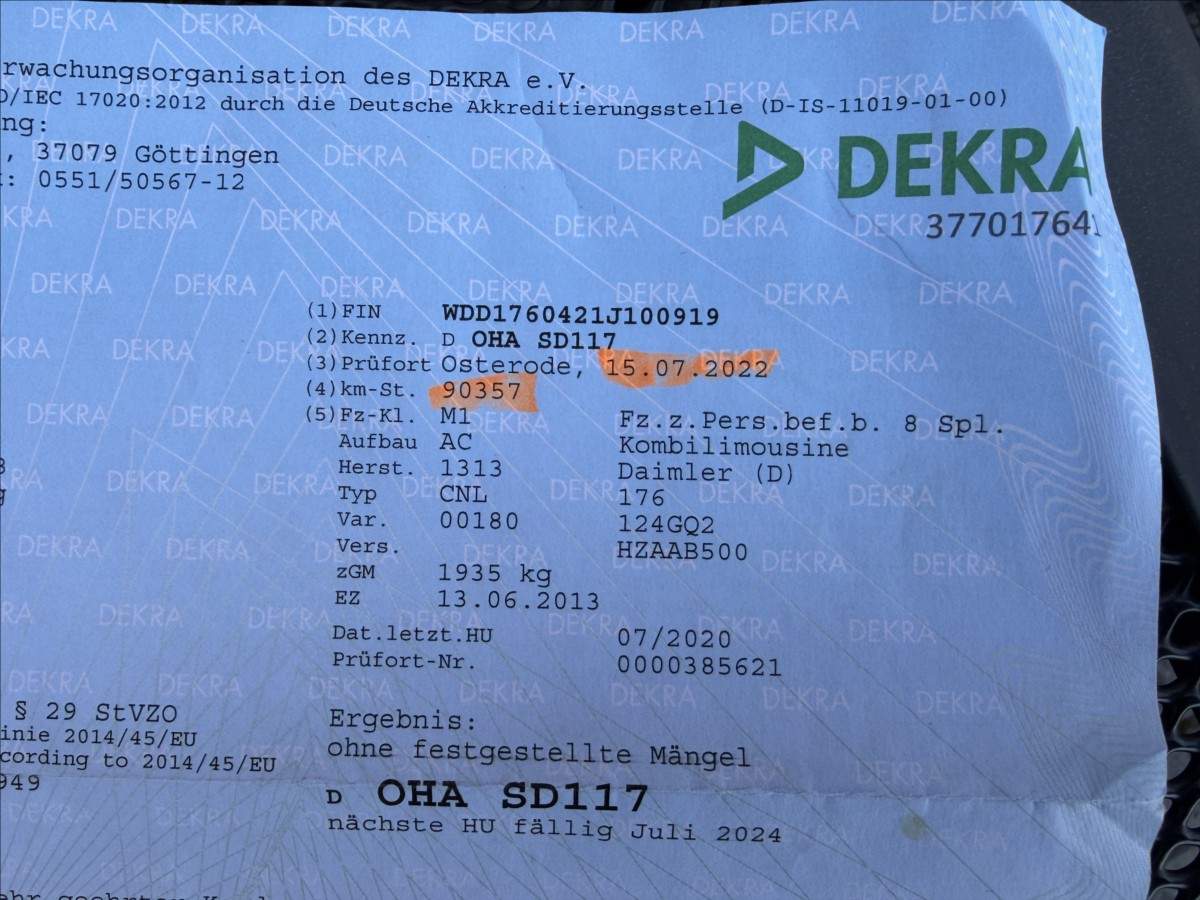 rwachungsorganisation des DEKRA e.V.
O/IEC 17020:2012 durch die Deutsche Akkreditierungsstelle (D-IS-11019-01-00)
ng:
, 37079 Göttingen
: 0551/50567-12
DEKRA
377017641
(1) FIN WDD1760421J100919
(2) Kennz. D OHA SD117
(3) Prüfort Osterode, 15.07.2022
(4) km-St. 90357
(5) Fz-Kl. M1 Fz.z.Pers.bef.b. 8 Spl.
Aufbau AC Kombilimousine
Herst. 1313 Daimler (D)
Typ CNL 176
Var. 00180 124GQ2
Vers. HZAAB500
zGM 1935 kg
EZ 13.06.2013
Dat.letzt.HU 07/2020
Prüfort-Nr. 0000385621
§ 29 StVZO
inie 2014/45/EU
cording to 2014/45/EU
949
Ergebnis:
ohne festgestellte Mängel
D OHA SD117
nächste HU fällig Juli 2024